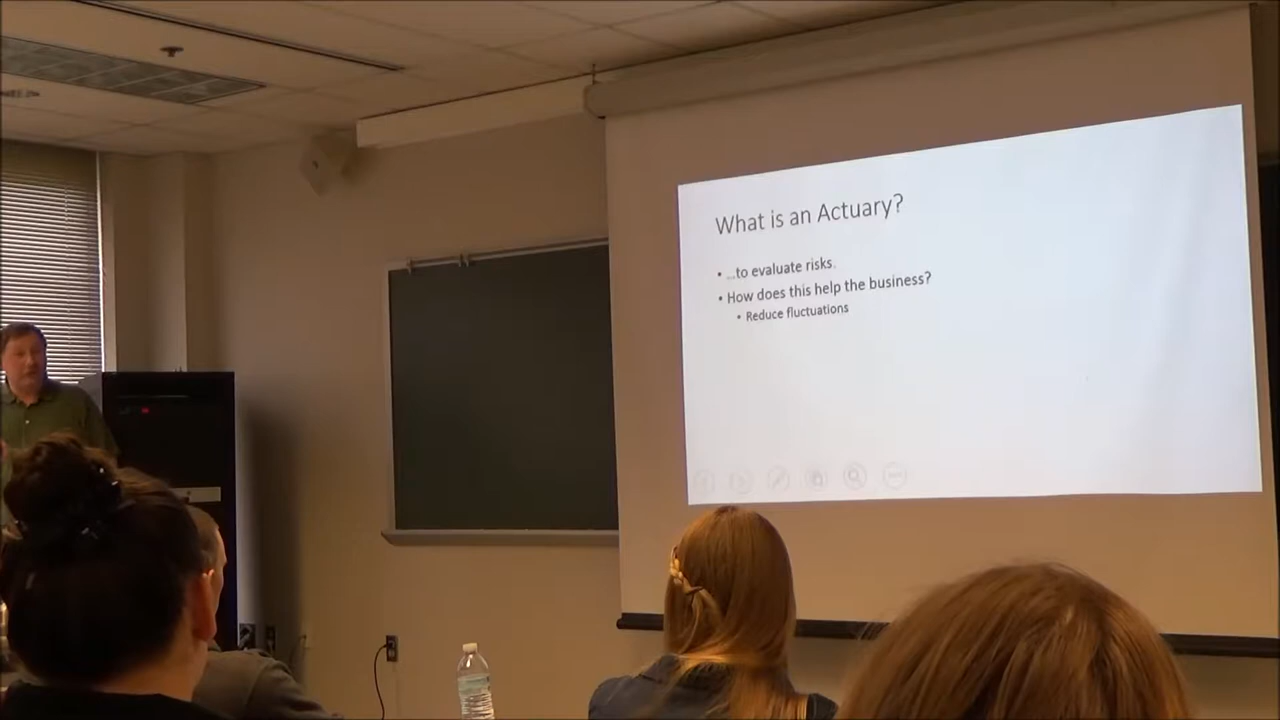 What is an Actuary?
• ...to evaluate risks.
• How does this help the business?
• Reduce fluctuations